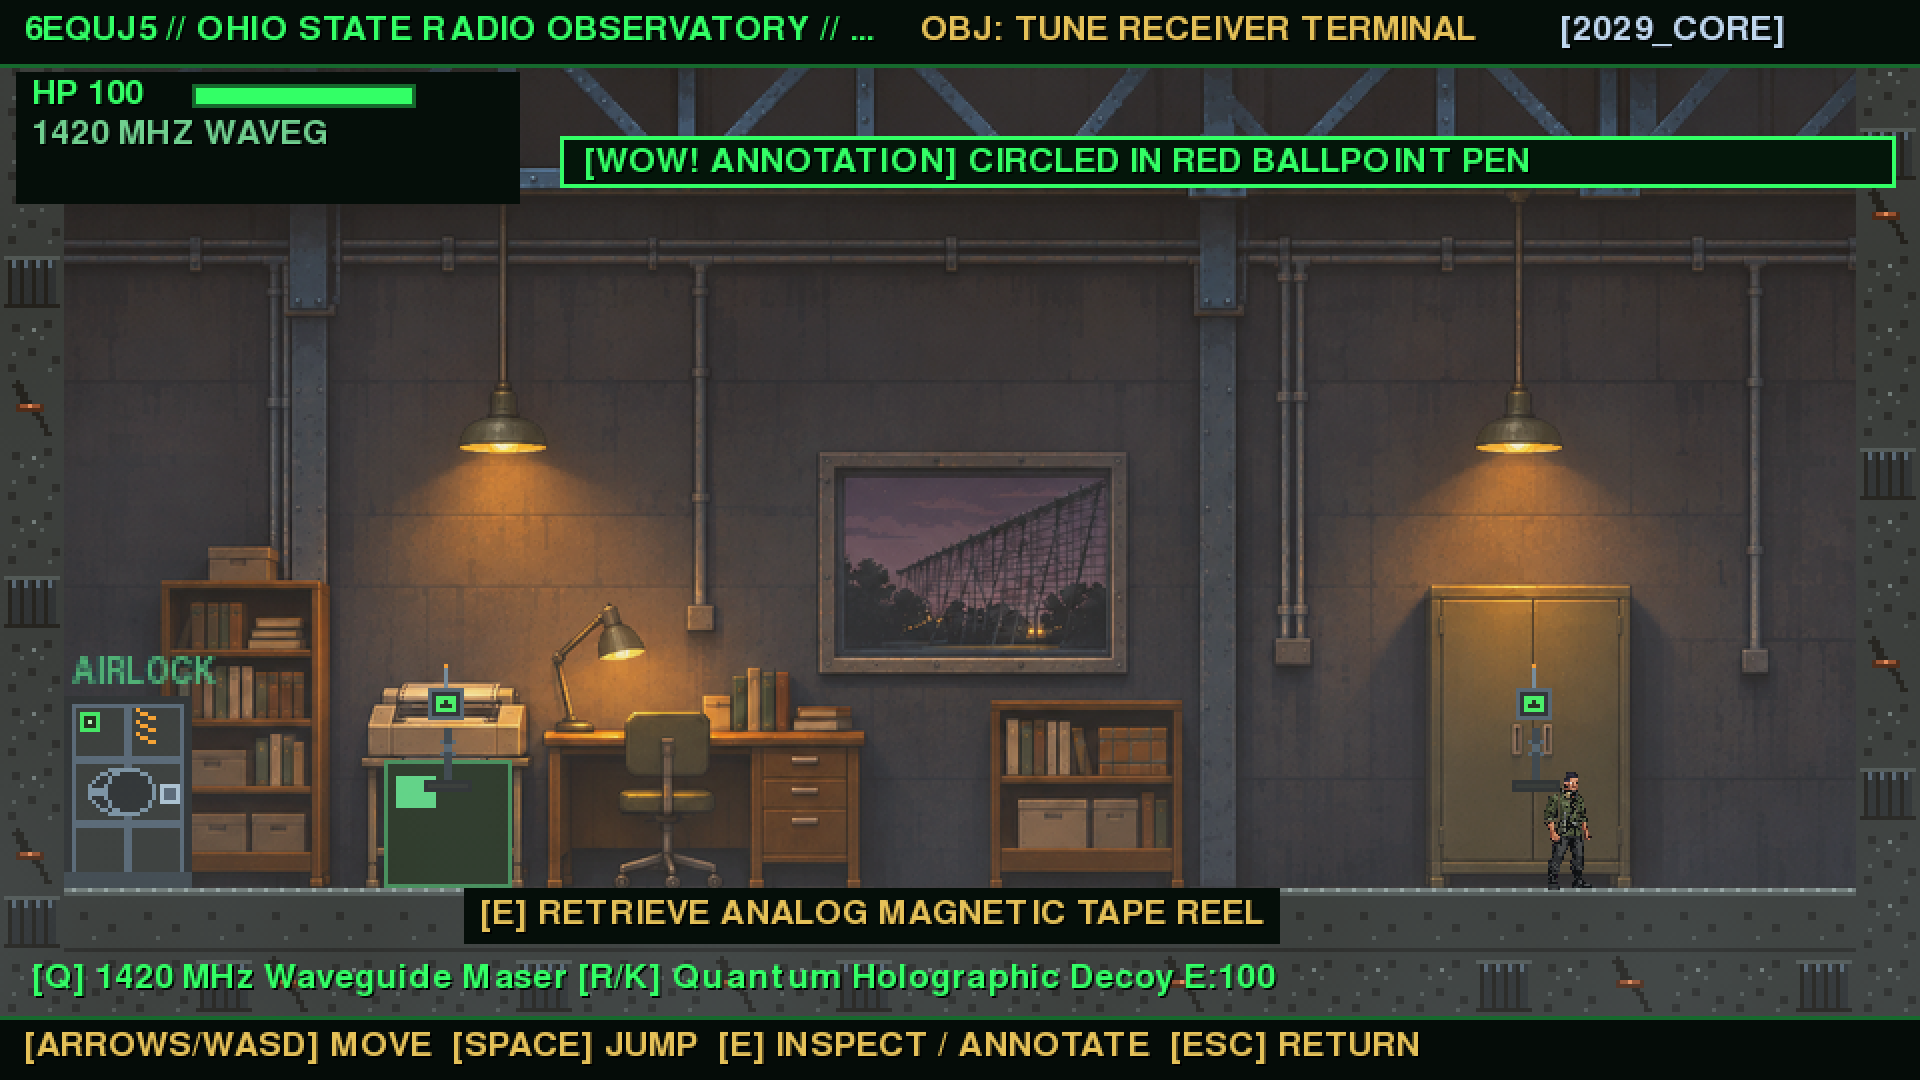 6EQUJ5 // OHIO STATE RADIO OBSERVATORY // ... OBJ: TUNE RECEIVER TERMINAL [2029_CORE]
HP 100
1420 MHZ WAVEG
[WOW! ANNOTATION] CIRCLED IN RED BALLPOINT PEN
AIRLOCK
[E] RETRIEVE ANALOG MAGNETIC TAPE REEL
[Q] 1420 MHz Waveguide Maser [R/K] Quantum Holographic Decoy E:100
[ARROWS/WASD] MOVE [SPACE] JUMP [E] INSPECT / ANNOTATE [ESC] RETURN